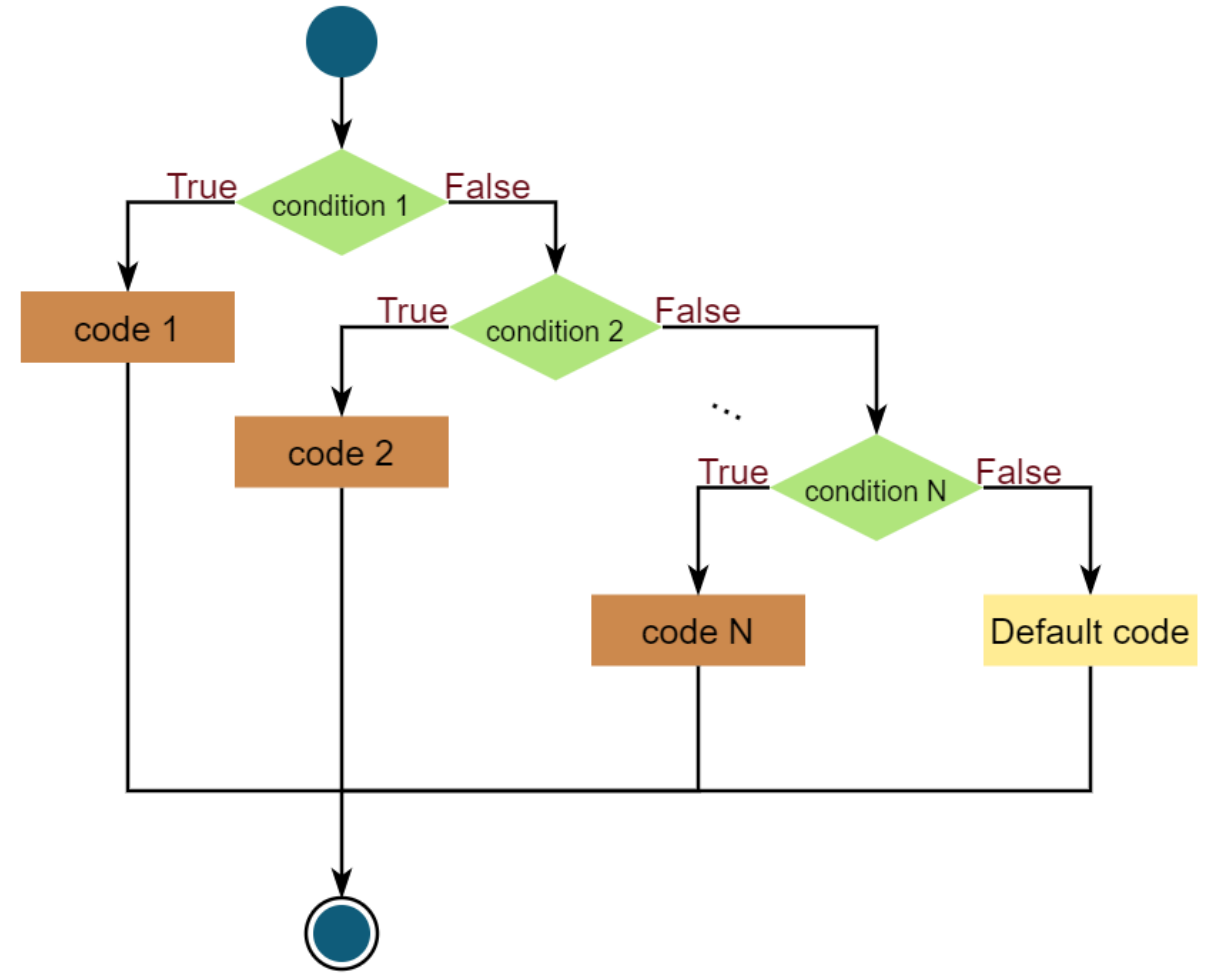 True
False
condition 1
True
False
code 1
condition 2
...
code 2
True
False
condition N
code N
Default code